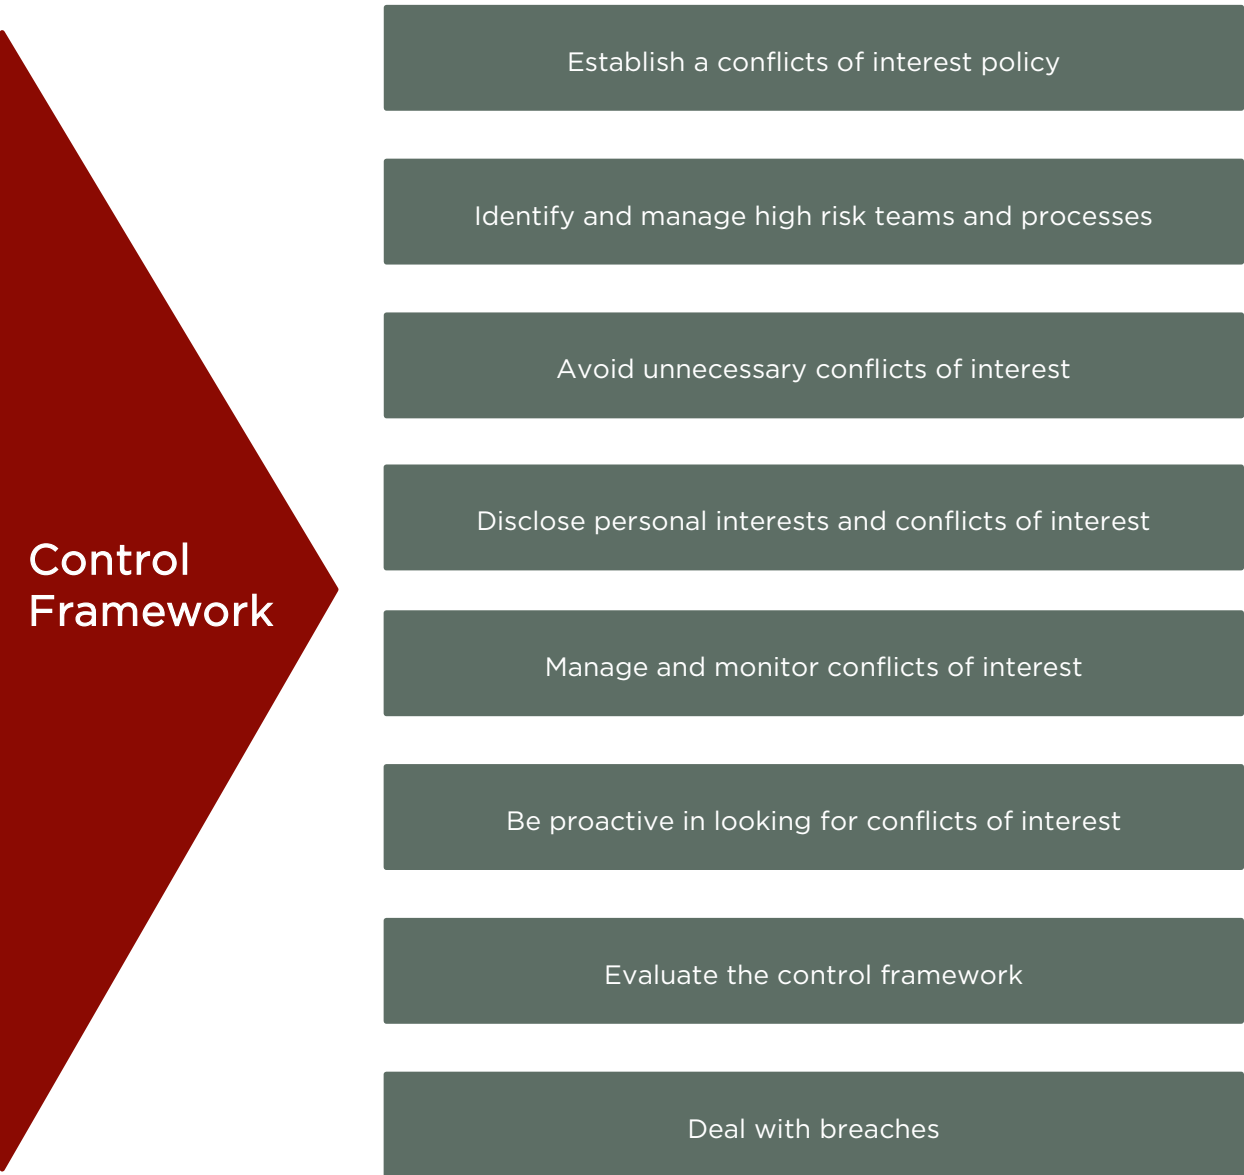 Control
Framework
Establish a conflicts of interest policy
Identify and manage high risk teams and processes
Avoid unnecessary conflicts of interest
Disclose personal interests and conflicts of interest
Manage and monitor conflicts of interest
Be proactive in looking for conflicts of interest
Evaluate the control framework
Deal with breaches